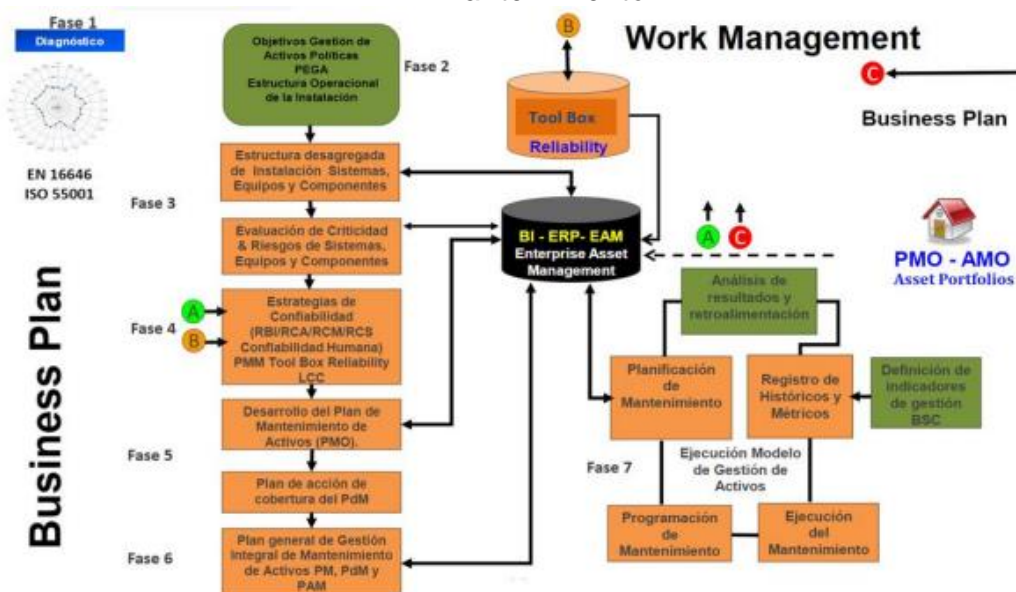 Fase 1
Diagnóstico
EN 16646
ISO 55001
Business Plan
Fase 2
Objetivos Gestión de
Activos Políticas
PEGA
Estructura Operacional
de la Instalación
Fase 3
Estructura desagregada
de Instalación Sistemas,
Equipos y Componentes
Evaluación de Criticidad
& Riesgos de Sistemas,
Equipos y Componentes
A
B
Fase 4
Estrategias de
Confiabilidad
(RBI/RCA/RCM/RCS
Confiabilidad Humana)
PMM Tool Box Reliability
LCC
Fase 5
Desarrollo del Plan de
Mantenimiento de
Activos (PMO).
Plan de acción de
cobertura del PdM
Fase 6
Plan general de Gestión
Integral de Mantenimiento
de Activos PM, PdM y
PAM
B
Tool Box
Reliability
BI - ERP- EAM
Enterprise Asset
Management
Work Management
C
Business Plan
A
C
PMO - AMO
Asset Portfolios
Análisis de
resultados y
retroalimentación
Planificación
de
Mantenimiento
Registro de
Históricos y
Métricos
Definición de
indicadores
de gestión
BSC
Fase 7
Ejecución Modelo
de Gestión de
Activos
Programación
de
Mantenimiento
Ejecución
del
Mantenimiento